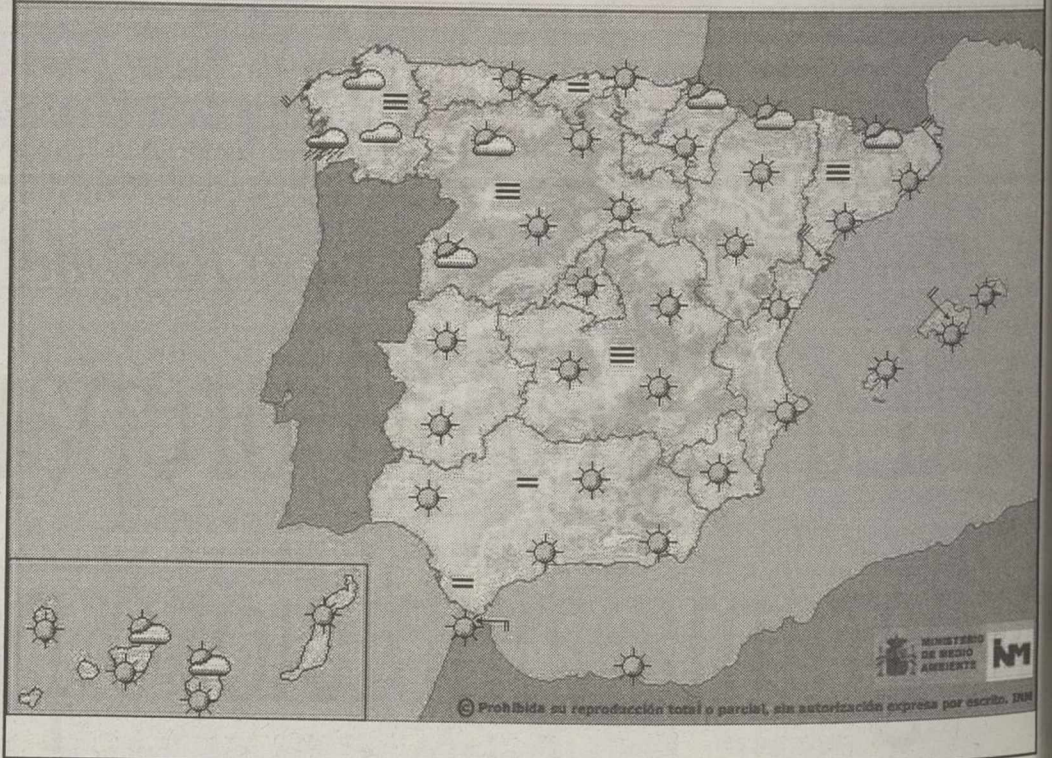 MINISTERIO
DE MEDIO
AMBIENTE
INM
© Prohibida su reproducción total o parcial, sin autorización expresa por escrito. INM